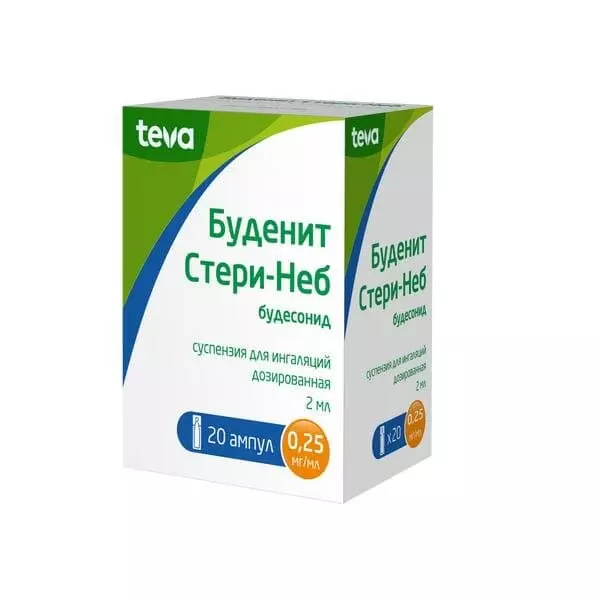 teva
Буденит
Стери-Неб
будесонид
суспензия для ингаляций
дозированная
2 мл
20 ампул
0,25
мг/мл
teva
Буденит
Стери-Неб
будесонид
суспензия для ингаляций
дозированная
2 мл
x20
0,25
мг/мл